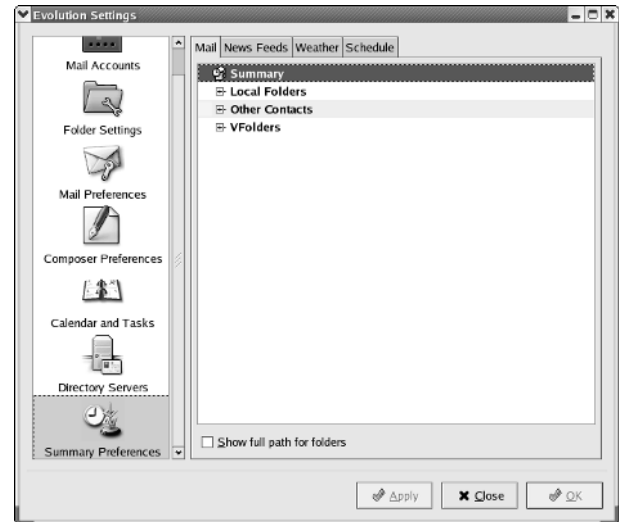 Evolution Settings
Mail Accounts
Folder Settings
Mail Preferences
Composer Preferences
Calendar and Tasks
Directory Servers
Summary Preferences
Mail News Feeds Weather Schedule
Summary
Local Folders
Other Contacts
VFolders
Show full path for folders
Apply Close OK